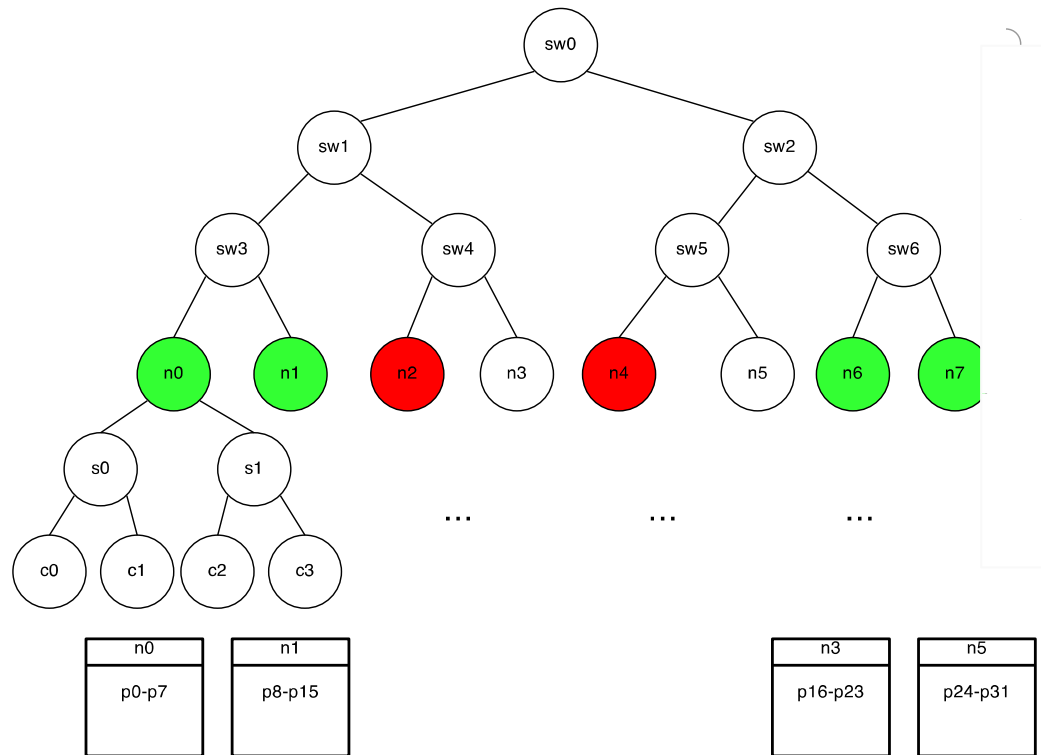 sw0
sw1 sw2
sw3 sw4 sw5 sw6
n0 n1 n2 n3 n4 n5 n6 n7
s0 s1
... ... ...
c0 c1 c2 c3
n0 n1 n3 n5
p0-p7 p8-p15 p16-p23 p24-p31